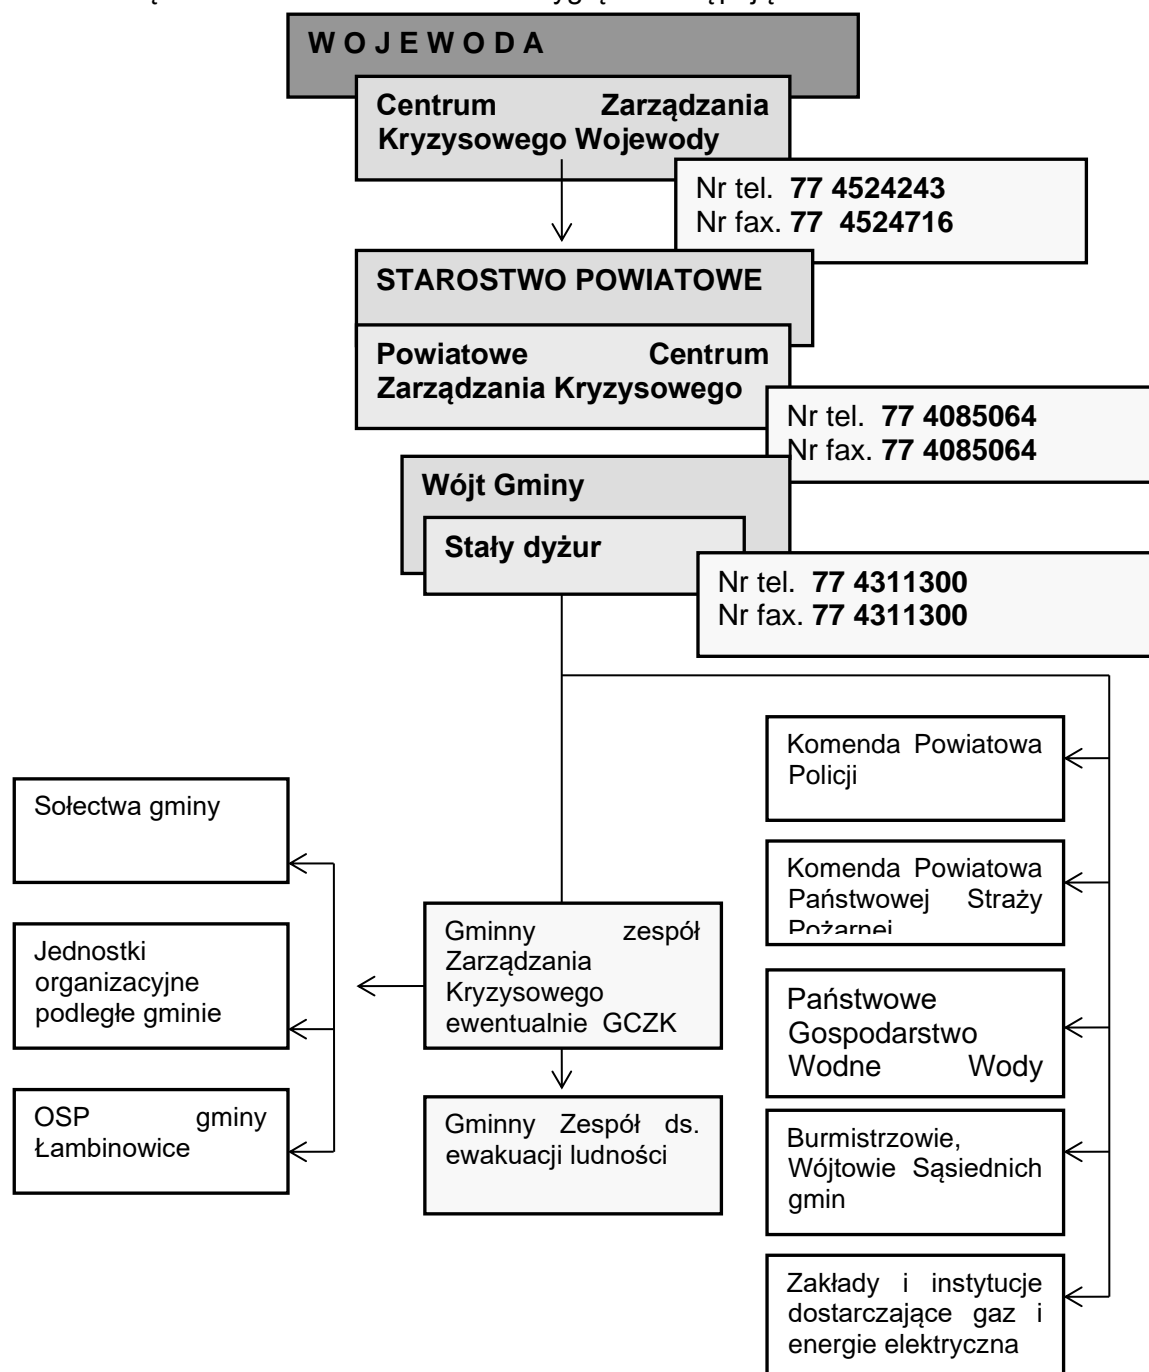 W O J E W O D A
Centrum Zarządzania
Kryzysowego Wojewody
Nr tel. 77 4524243
Nr fax. 77 4524716
STAROSTWO POWIATOWE
Powiatowe Centrum
Zarządzania Kryzysowego
Nr tel. 77 4085064
Nr fax. 77 4085064
Wójt Gminy
Stały dyżur
Nr tel. 77 4311300
Nr fax. 77 4311300
Komenda Powiatowa
Policji
Sołectwa gminy
Komenda Powiatowa
Państwowej Straży
Pożarnej
Gminny zespół
Zarządzania
Kryzysowego
ewentualnie GCZK
Jednostki
organizacyjne
podległe gminie
Państwowe
Gospodarstwo
Wodne Wody
OSP gminy
Łambinowice
Gminny Zespół ds.
ewakuacji ludności
Burmistrzowie,
Wójtowie Sąsiednich
gmin
Zakłady i instytucje
dostarczające gaz i
energie elektryczna